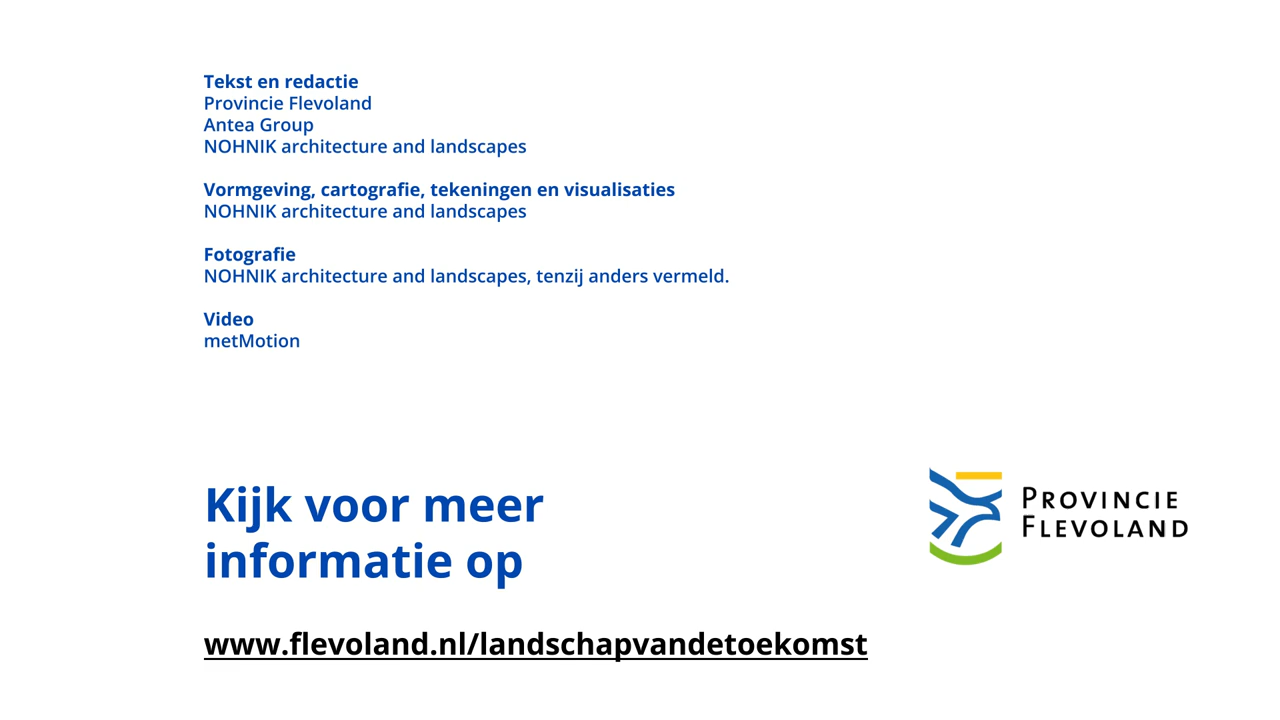 Tekst en redactie
Provincie Flevoland
Antea Group
NOHNIK architecture and landscapes
Vormgeving, cartografie, tekeningen en visualisaties
NOHNIK architecture and landscapes
Fotografie
NOHNIK architecture and landscapes, tenzij anders vermeld.
Video
metMotion
Kijk voor meer
informatie op
PROVINCIE
FLEVOLAND
www.flevoland.nl/landschapvandetoekomst